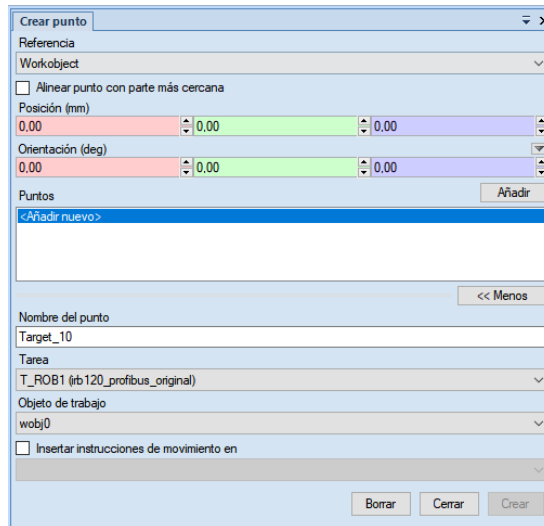 Crear punto
Referencia
Workobject
Alinear punto con parte más cercana
Posición (mm)
0,00 0,00 0,00
Orientación (deg)
0,00 0,00 0,00
Puntos Añadir
<Añadir nuevo>
<< Menos
Nombre del punto
Target_10
Tarea
T_ROB1 (irb120_profibus_original)
Objeto de trabajo
wobj0
Insertar instrucciones de movimiento en
Borrar Cerrar Crear